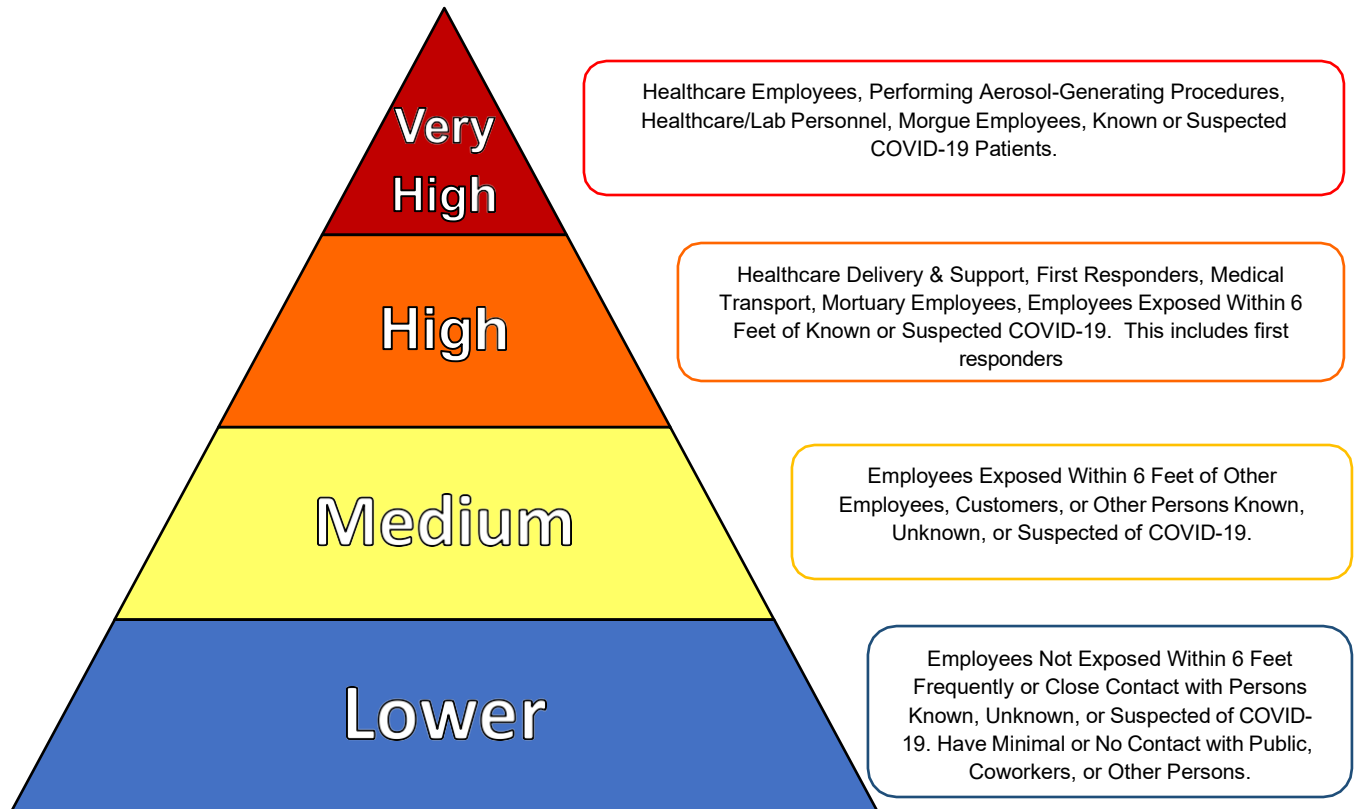 Very
High
Healthcare Employees, Performing Aerosol-Generating Procedures,
Healthcare/Lab Personnel, Morgue Employees, Known or Suspected
COVID-19 Patients.
High
Healthcare Delivery & Support, First Responders, Medical
Transport, Mortuary Employees, Employees Exposed Within 6
Feet of Known or Suspected COVID-19.  This includes first
responders
Medium
Employees Exposed Within 6 Feet of Other
Employees, Customers, or Other Persons Known,
Unknown, or Suspected of COVID-19.
Lower
Employees Not Exposed Within 6 Feet
Frequently or Close Contact with Persons
Known, Unknown, or Suspected of COVID-
19. Have Minimal or No Contact with Public,
Coworkers, or Other Persons.